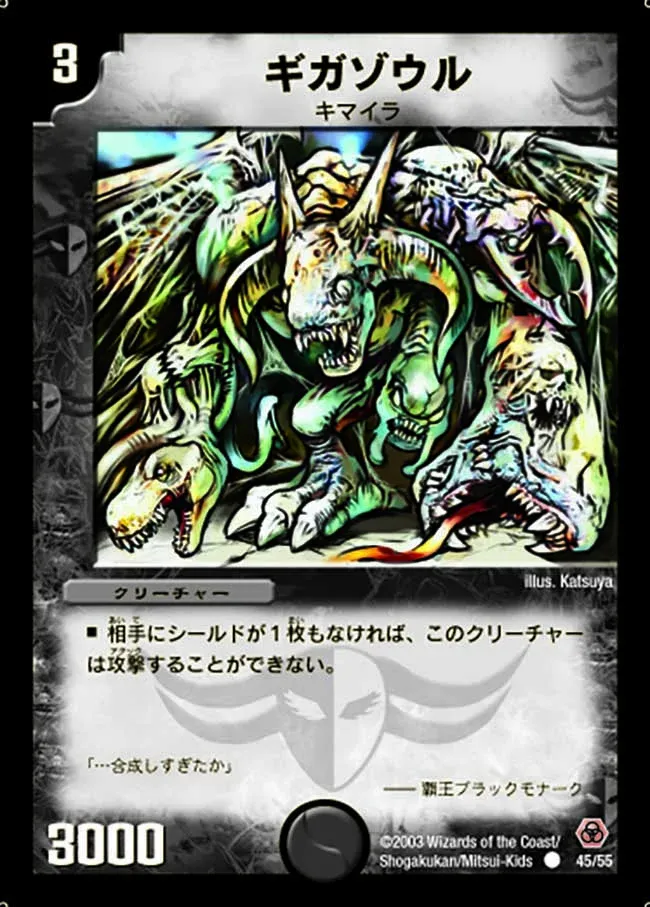 3
ギガゾウル
キマイラ
illus. Katsuya
クリーチャー
■ 相手にシールドが1枚もなければ、このクリーチャー
は攻撃することができない。
「…合成しすぎたか」
—— 覇王ブラックモナーク
3000
©2003 Wizards of the Coast/
Shogakukan/Mitsui-Kids ● 45/55